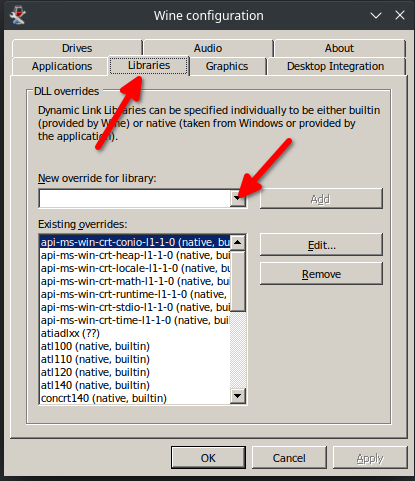 Wine configuration
Drives
Audio
About
Applications
Libraries
Graphics
Desktop Integration
DLL overrides
Dynamic Link Libraries can be specified individually to be either builtin
(provided by Wine) or native (taken from Windows or provided by
the application).
New override for library:
Add
Existing overrides:
api-ms-win-crt-conio-l1-1-0 (native, bu
api-ms-win-crt-heap-l1-1-0 (native, bu
api-ms-win-crt-locale-l1-1-0 (native, b
api-ms-win-crt-math-l1-1-0 (native, bu
api-ms-win-crt-runtime-l1-1-0 (native,
api-ms-win-crt-stdio-l1-1-0 (native, bu
api-ms-win-crt-time-l1-1-0 (native, bu
atiadlxx (??)
atl100 (native, builtin)
atl110 (native, builtin)
atl120 (native, builtin)
atl140 (native, builtin)
concrt140 (native, builtin)
Edit...
Remove
OK
Cancel
Apply